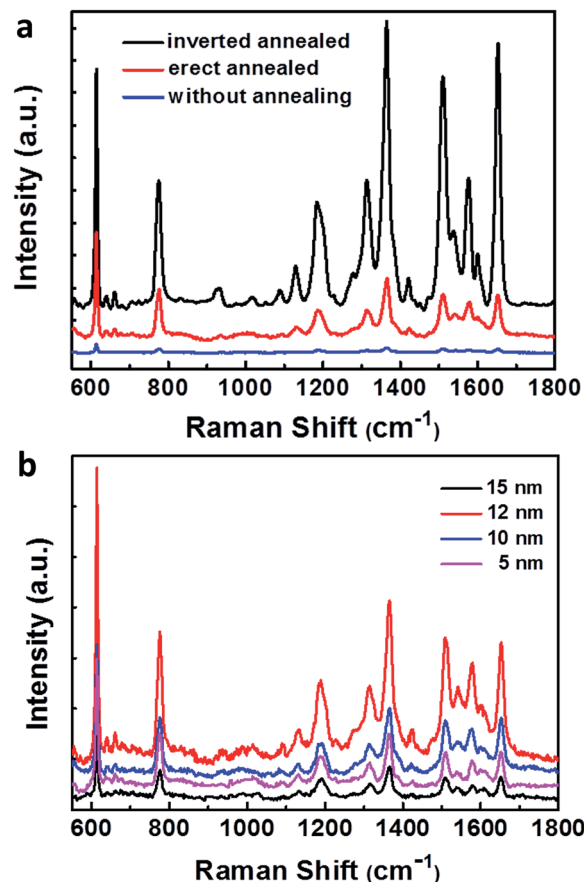 a
inverted annealed
erect annealed
without annealing
Intensity (a.u.)
600 800 1000 1200 1400 1600 1800
Raman Shift (cm⁻¹)
b
15 nm
12 nm
10 nm
5 nm
Intensity (a.u.)
600 800 1000 1200 1400 1600 1800
Raman Shift (cm⁻¹)